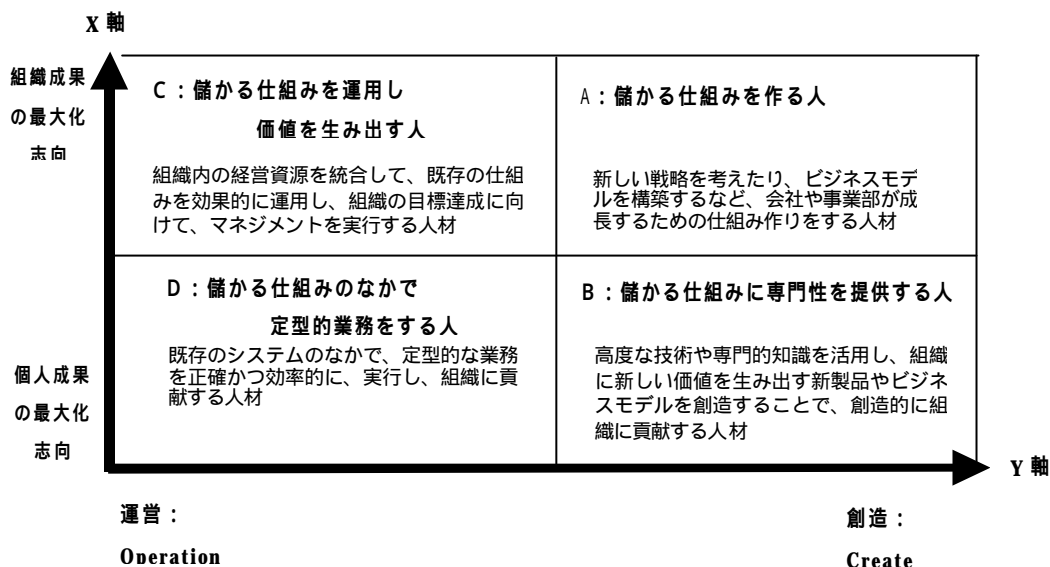 X 軸
組織成果
の最大化
志向
C：儲かる仕組みを運用し
価値を生み出す人
組織内の経営資源を統合して、既存の仕組
みを効果的に運用し、組織の目標達成に向
けて、マネジメントを実行する人材
A：儲かる仕組みを作る人
新しい戦略を考えたり、ビジネスモデ
ルを構築するなど、会社や事業部が成
長するための仕組み作りをする人材
D：儲かる仕組みのなかで
定型的業務をする人
既存のシステムのなかで、定型的な業務
を正確かつ効率的に、実行し、組織に貢
献する人材
B：儲かる仕組みに専門性を提供する人
高度な技術や専門的知識を活用し、組織
に新しい価値を生み出す新製品やビジネ
スモデルを創造することで、創造的に組
織に貢献する人材
個人成果
の最大化
志向
Y 軸
運営：
Operation
創造：
Create